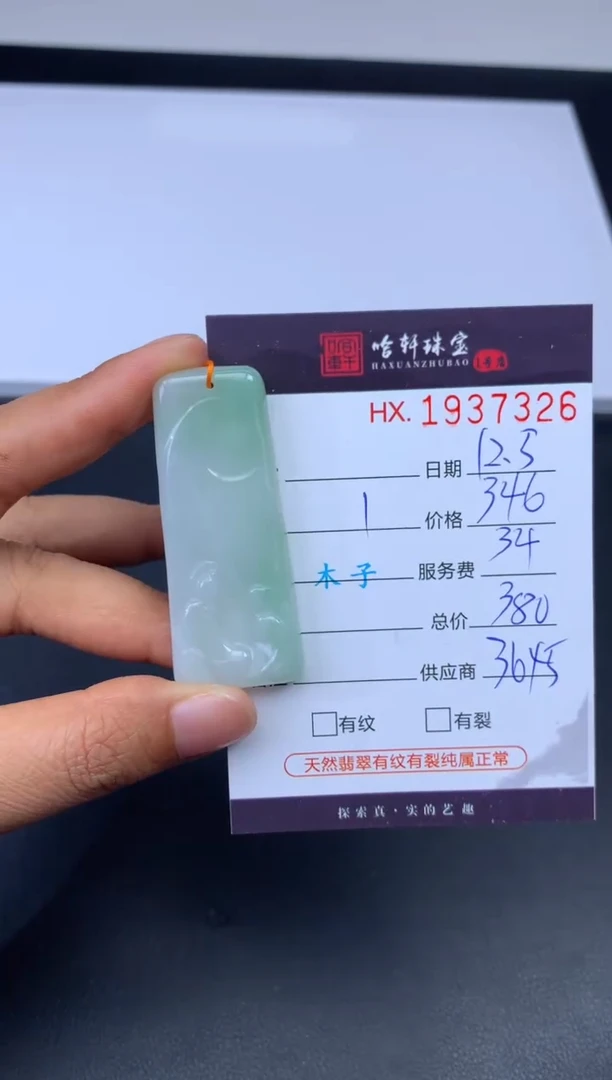 哈轩珠宝
HAXUANZHUBAO
HX. 1937326
日期 12.5
1 价格 346
木子 服务费 34
总价 380
供应商 3645
有纹 有裂
天然翡翠有纹有裂纯属正常
探索真·实的艺趣